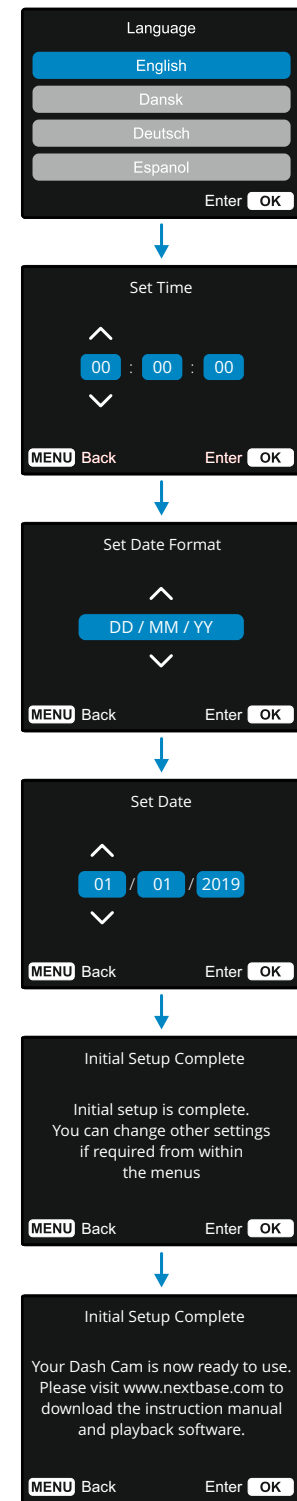 Language
English
Dansk
Deutsch
Espanol
Enter OK
Set Time
00 : 00 : 00
MENU Back Enter OK
Set Date Format
DD / MM / YY
MENU Back Enter OK
Set Date
01 / 01 / 2019
MENU Back Enter OK
Initial Setup Complete
Initial setup is complete.
You can change other settings
if required from within
the menus
MENU Back Enter OK
Initial Setup Complete
Your Dash Cam is now ready to use.
Please visit www.nextbase.com to
download the instruction manual
and playback software.
MENU Back Enter OK